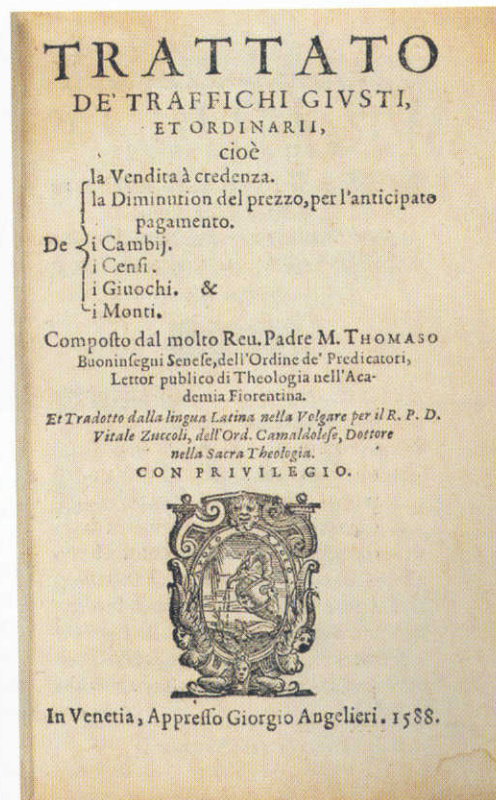 TRATTATO
DE' TRAFFICHI GIVSTI,
ET ORDINARII,
cioè
la Vendita à credenza.
la Diminution del prezzo, per l'anticipato
pagamento.
De i Cambij.
i Censi.
i Giuochi. &
i Monti.
Composto dal molto Reu. Padre M. THOMASO
Buoninsegni Senese, dell'Ordine de' Predicatori,
Lettor publico di Theologia nell'Aca-
demia Fiorentina.
Et Tradotto dalla lingua Latina nella Volgare per il R. P. D.
Vitale Zuccoli, dell'Ord. Camaldolese, Dottore
nella Sacra Theologia.
CON PRIVILEGIO.
In Venetia, Appresso Giorgio Angelieri. 1588.